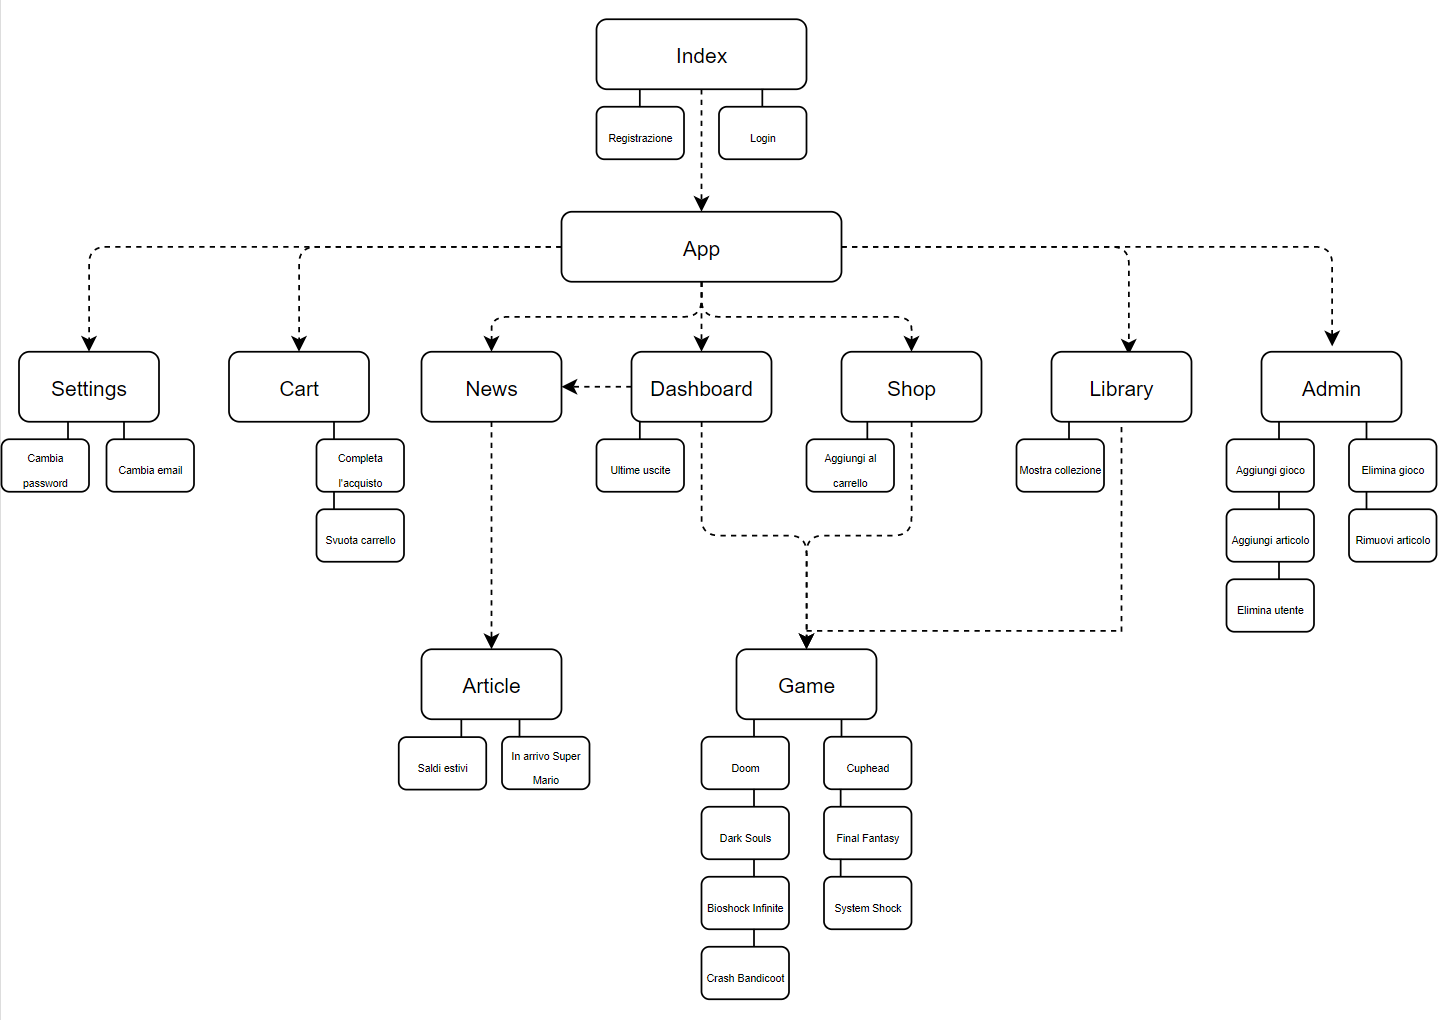 Index
Registrazione
Login
App
Settings
Cart
News
Dashboard
Shop
Library
Admin
Cambia
password
Cambia email
Completa
l'acquisto
Svuota carrello
Ultime uscite
Aggiungi al
carrello
Mostra collezione
Aggiungi gioco
Elimina gioco
Aggiungi articolo
Rimuovi articolo
Elimina utente
Article
Game
Saldi estivi
In arrivo Super
Mario
Doom
Cuphead
Dark Souls
Final Fantasy
Bioshock Infinite
System Shock
Crash Bandicoot